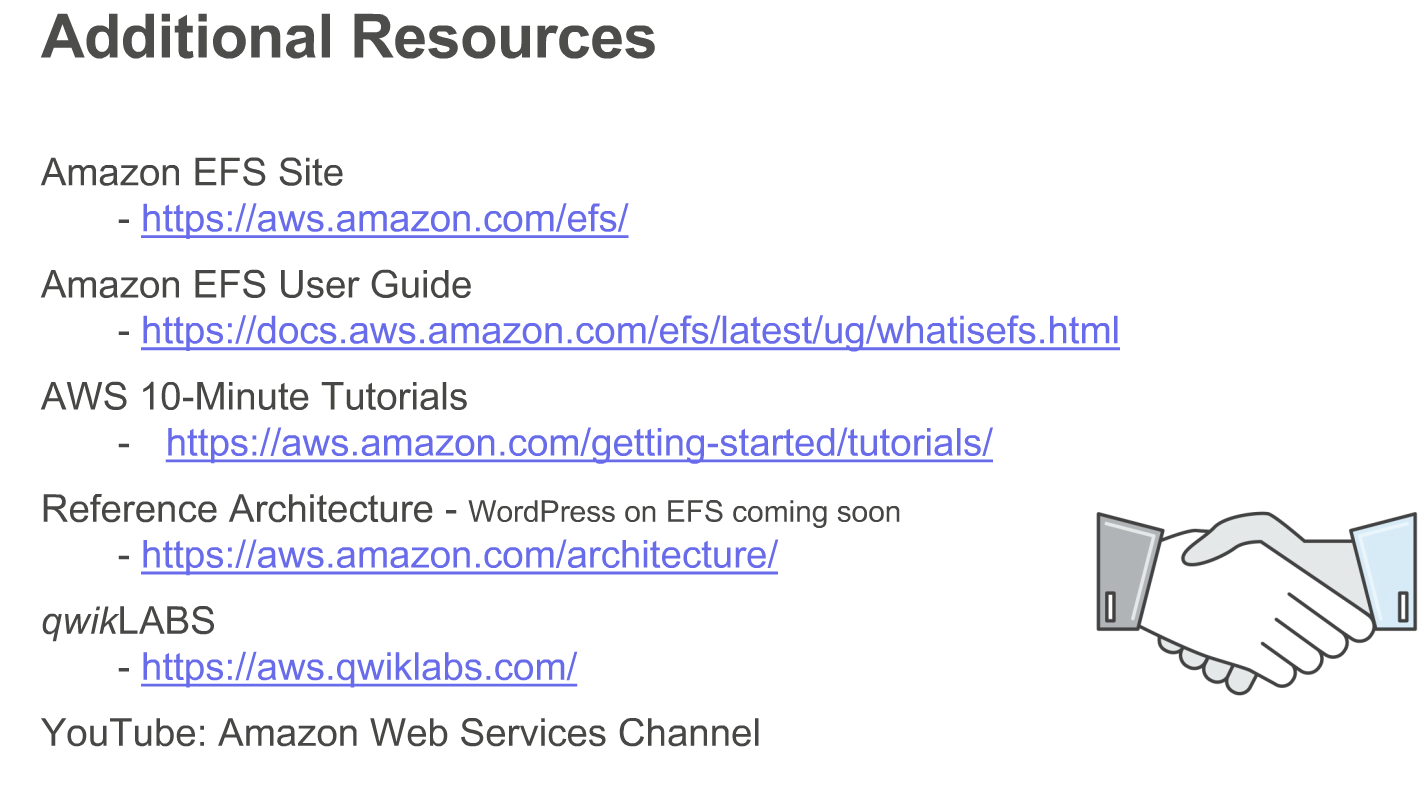 Additional Resources
Amazon EFS Site
- https://aws.amazon.com/efs/
Amazon EFS User Guide
- https://docs.aws.amazon.com/efs/latest/ug/whatisefs.html
AWS 10-Minute Tutorials
- https://aws.amazon.com/getting-started/tutorials/
Reference Architecture - WordPress on EFS coming soon
- https://aws.amazon.com/architecture/
qwikLABS
- https://aws.qwiklabs.com/
YouTube: Amazon Web Services Channel